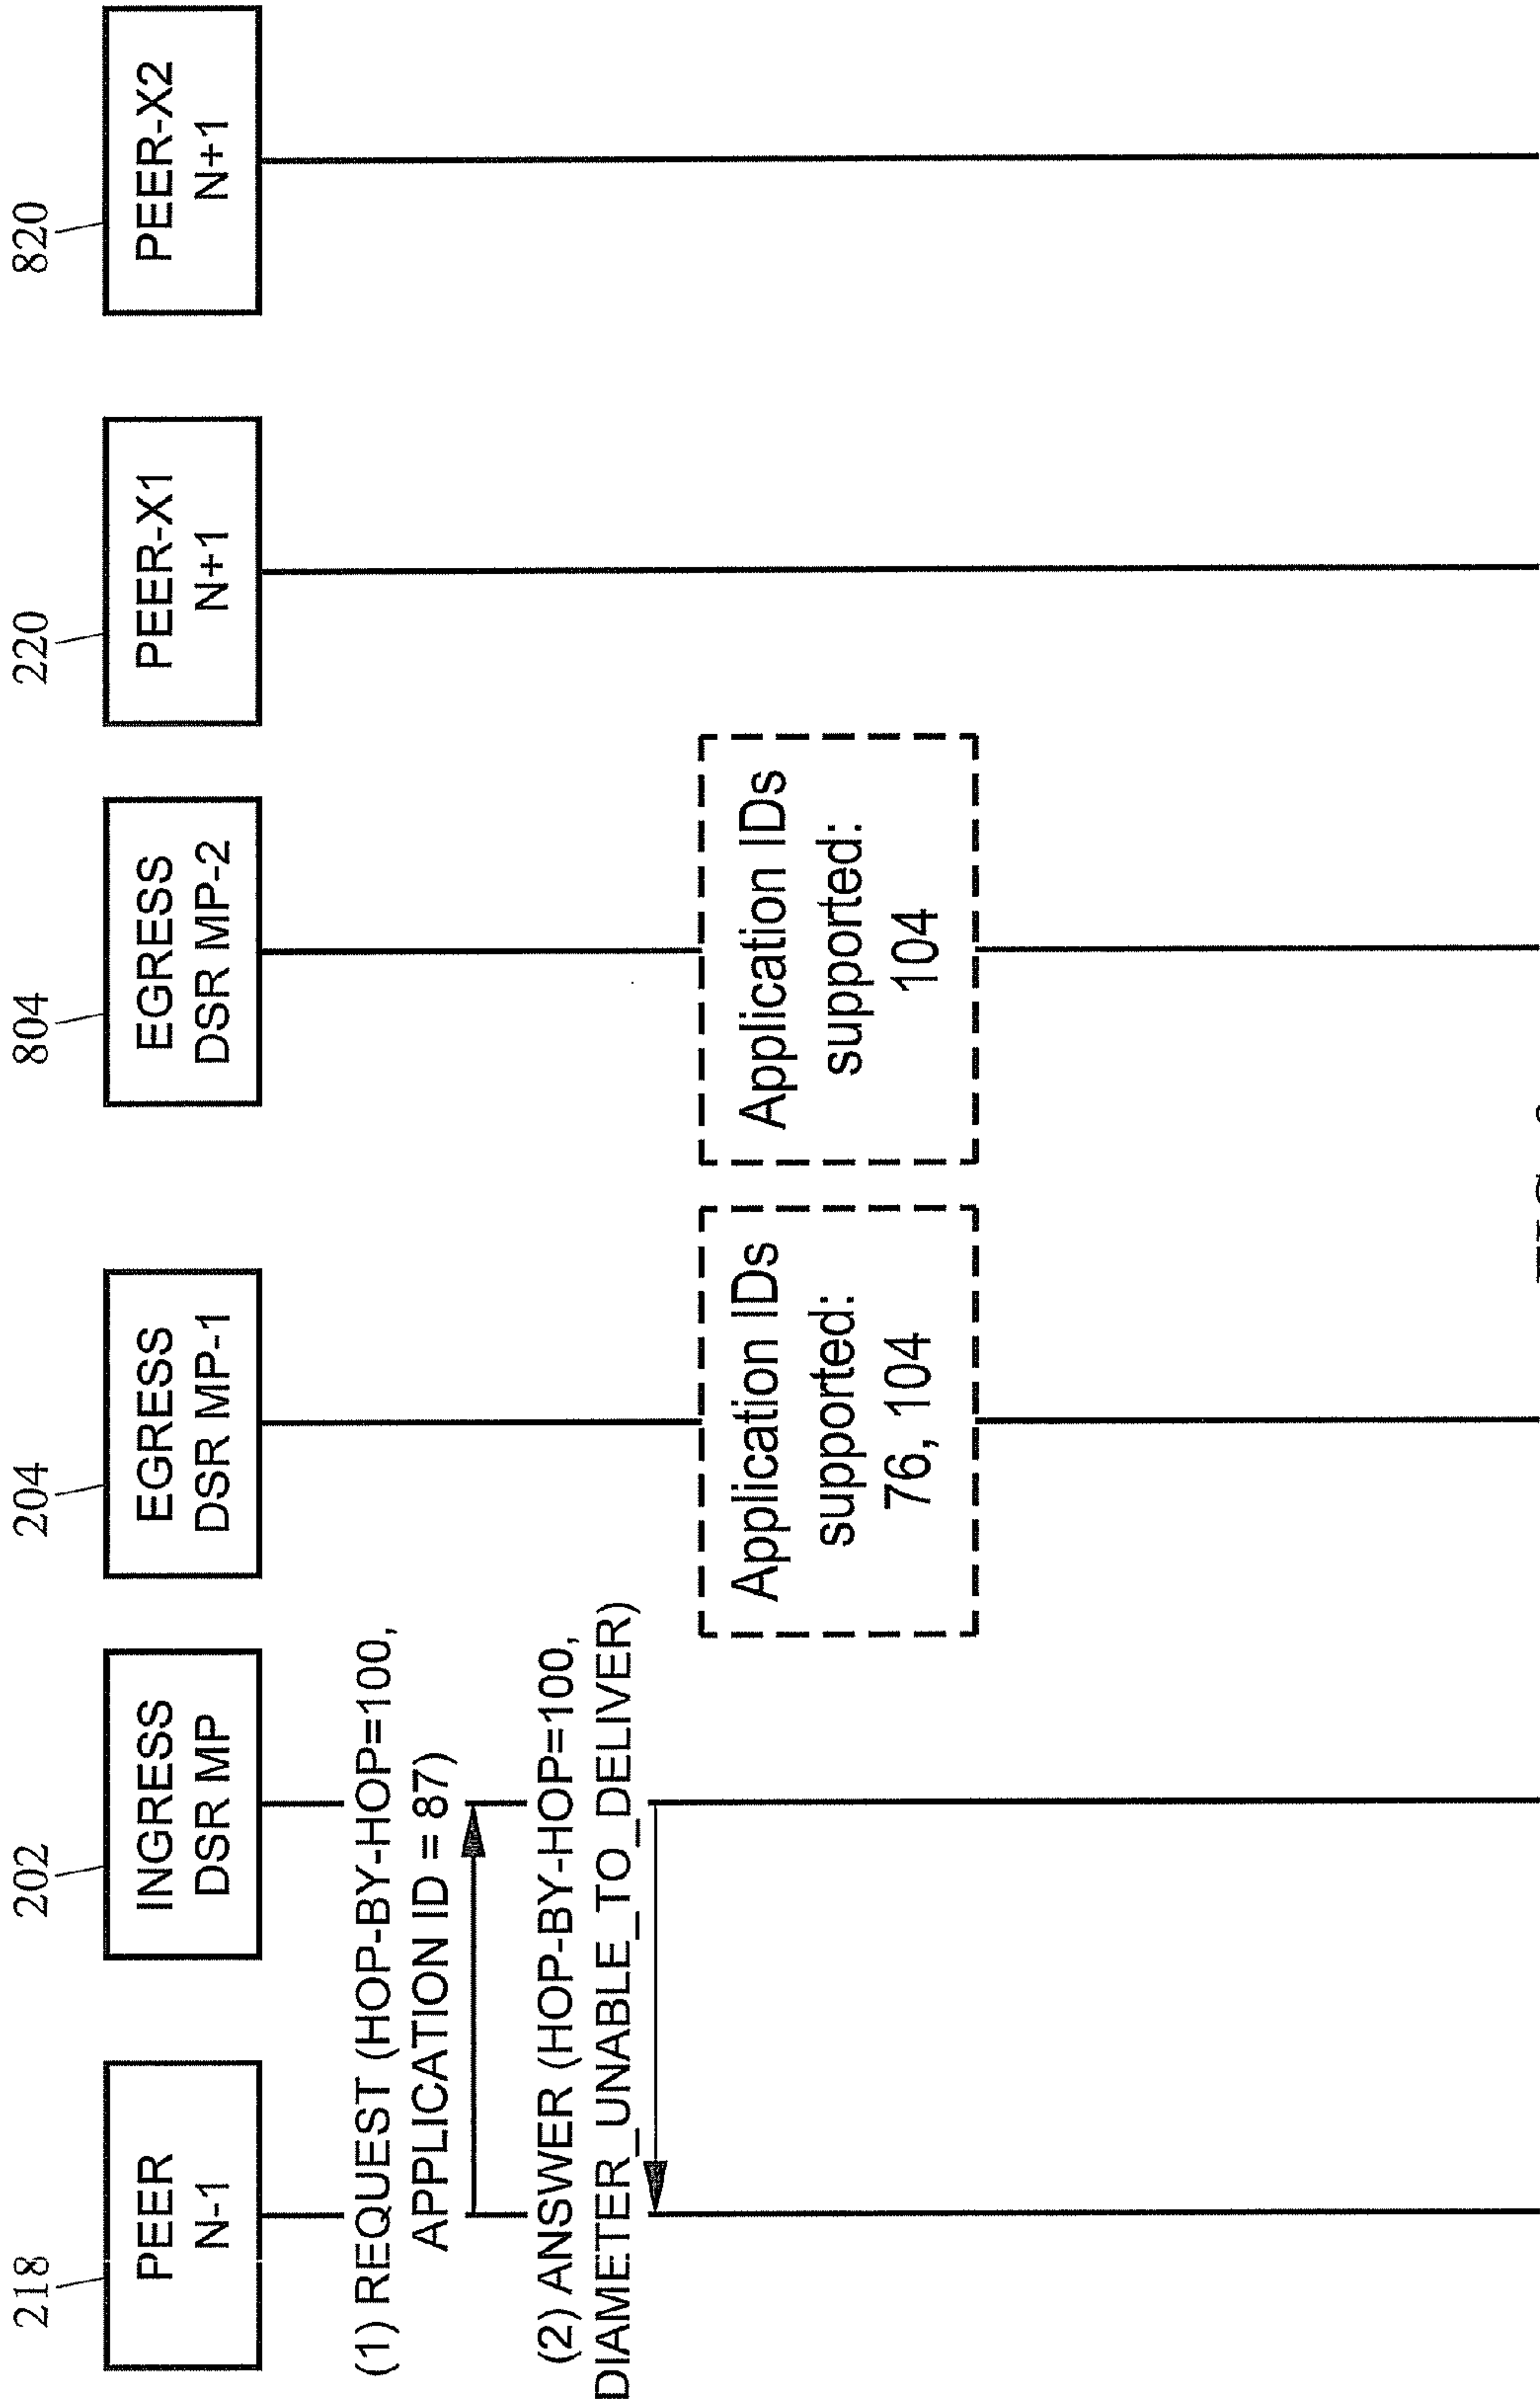 218
PEER
N-1
202
INGRESS
DSR MP
204
EGRESS
DSR MP-1
804
EGRESS
DSR MP-2
220
PEER-X1
N+1
820
PEER-X2
N+1
(1) REQUEST (HOP-BY-HOP=100,
APPLICATION ID = 87)
(2) ANSWER (HOP-BY-HOP=100,
DIAMETER_UNABLE_TO_DELIVER)
Application IDs
supported:
76, 104
Application IDs
supported:
104